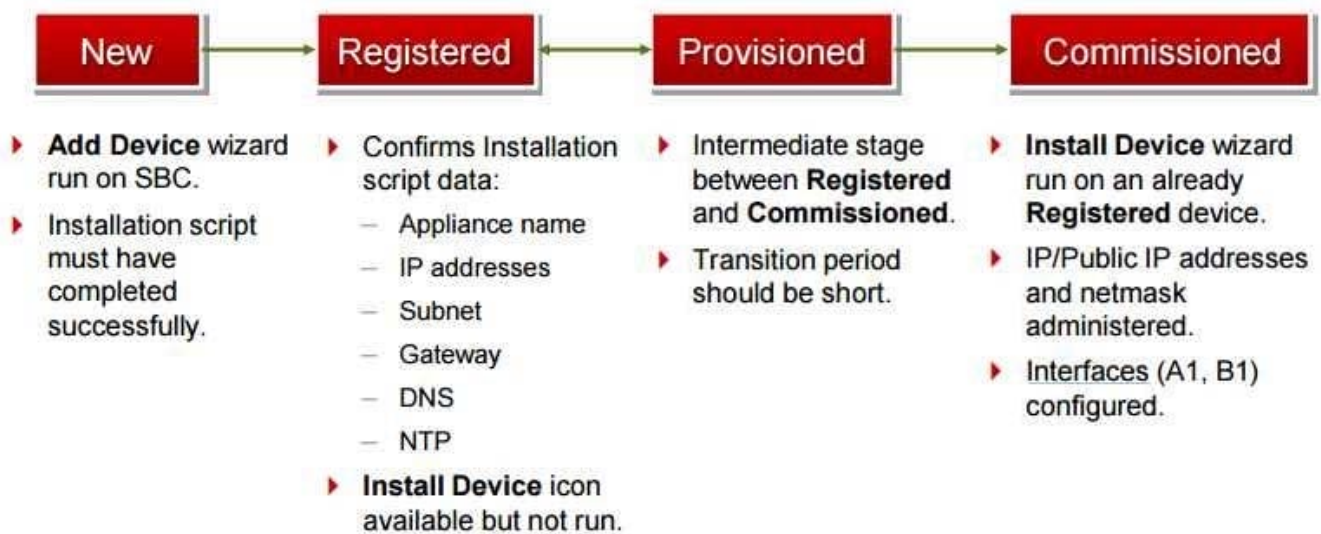 New
Registered
Provisioned
Commissioned
Add Device wizard
run on SBC.
Installation script
must have
completed
successfully.
Confirms Installation
script data:
– Appliance name
– IP addresses
– Subnet
– Gateway
– DNS
– NTP
Install Device icon
available but not run.
Intermediate stage
between Registered
and Commissioned.
Transition period
should be short.
Install Device wizard
run on an already
Registered device.
IP/Public IP addresses
and netmask
administered.
Interfaces (A1, B1)
configured.